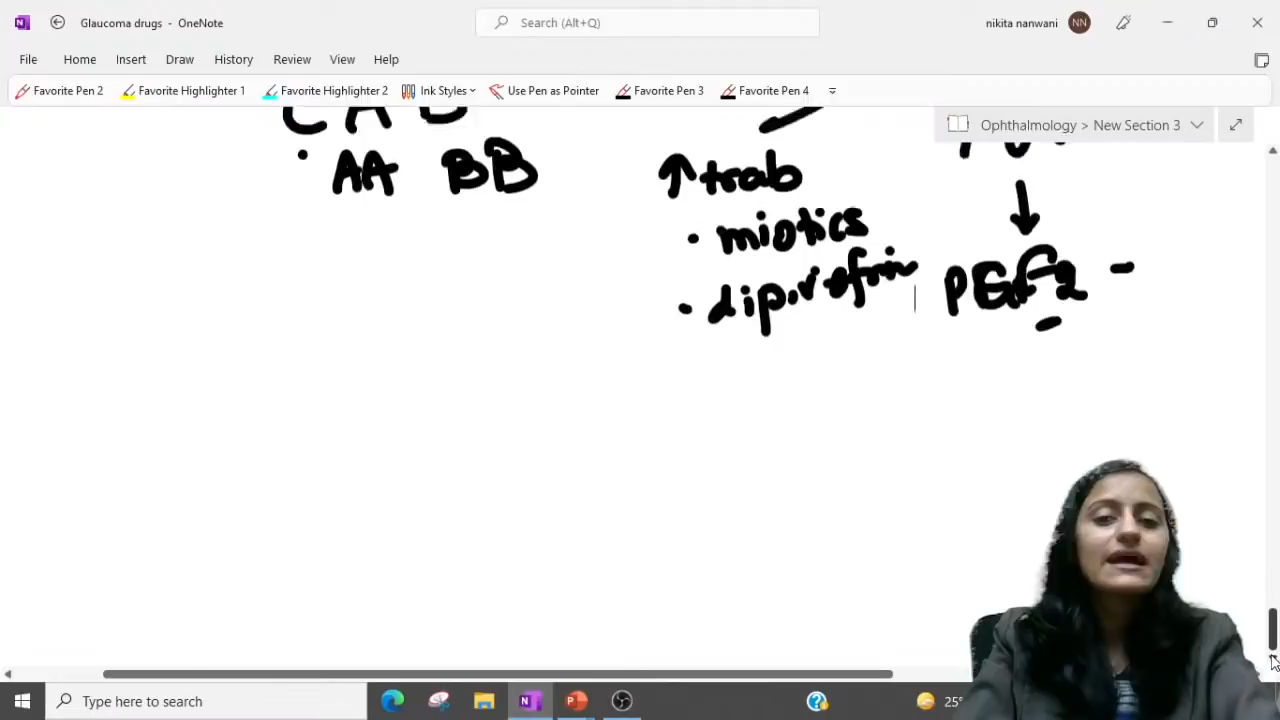 Glaucoma drugs - OneNote
Search (Alt+Q)
nikita nanwani
NN
File Home Insert Draw History Review View Help
Favorite Pen 2 Favorite Highlighter 1 Favorite Highlighter 2 Ink Styles Use Pen as Pointer Favorite Pen 3 Favorite Pen 4
Ophthalmology > New Section 3
C A B
AA BB
↑ trab
• miotics
• dipivefrin
↓
PGF2 -
Type here to search
25°